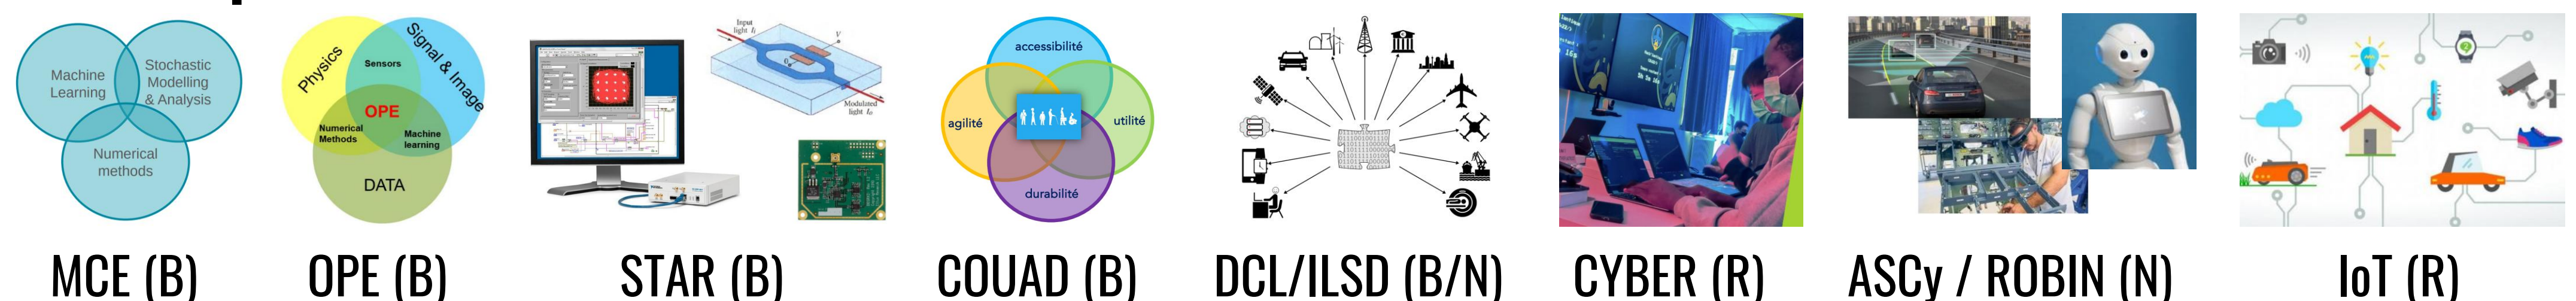 Machine
Learning
Stochastic
Modelling
& Analysis
Numerical
methods
MCE (B)
Physics
Signal & Image
Sensors
OPE
Numerical
Methods
Machine
learning
DATA
OPE (B)
Input
light I
V
Modulated
light I
STAR (B)
accessibilité
agilité
utilité
durabilité
COUAD (B)
DCL/ILSD (B/N)
16s
CYBER (R)
ASCy / ROBIN (N)
IoT (R)